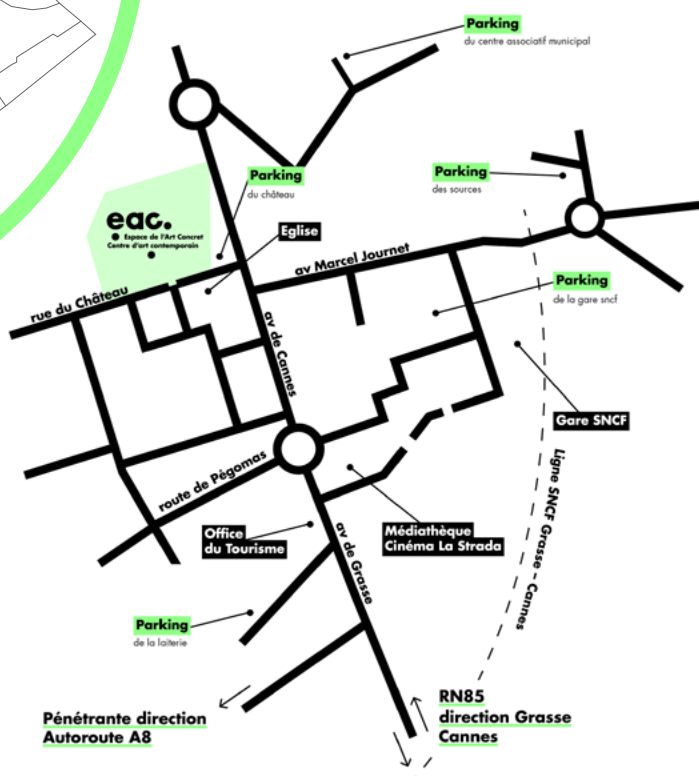 Parking
du centre associatif municipal
Parking
du château
Parking
des sources
eac.
Espace de l'Art Concret
Centre d'art contemporain
Eglise
av Marcel Journet
Parking
de la gare sncf
rue du Château
av de Cannes
Gare SNCF
route de Pégomas
Ligne SNCF Grasse - Cannes
Office
du Tourisme
Médiathèque
Cinéma La Strada
av de Grasse
Parking
de la laiterie
Pénétrante direction
Autoroute A8
RN85
direction Grasse
Cannes